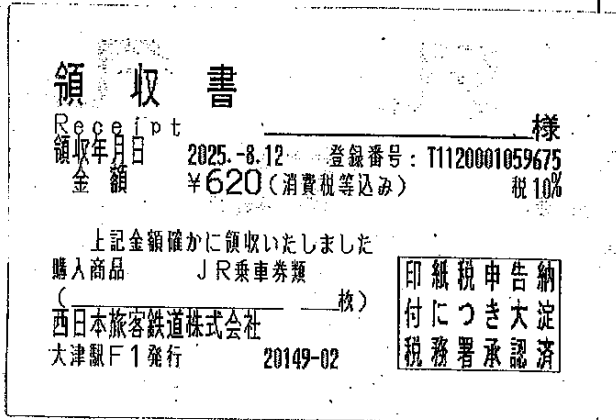 領収書
Receipt 様
領収年月日 2025.-8.12 登録番号：T1120001059675
金額 ¥620(消費税等込み) 税10%
上記金額確かに領収いたしました
購入商品 JR乗車券類
( 枚)
西日本旅客鉄道株式会社
大津駅F1発行 20149-02
印紙税申告納
付につき大淀
税務署承認済